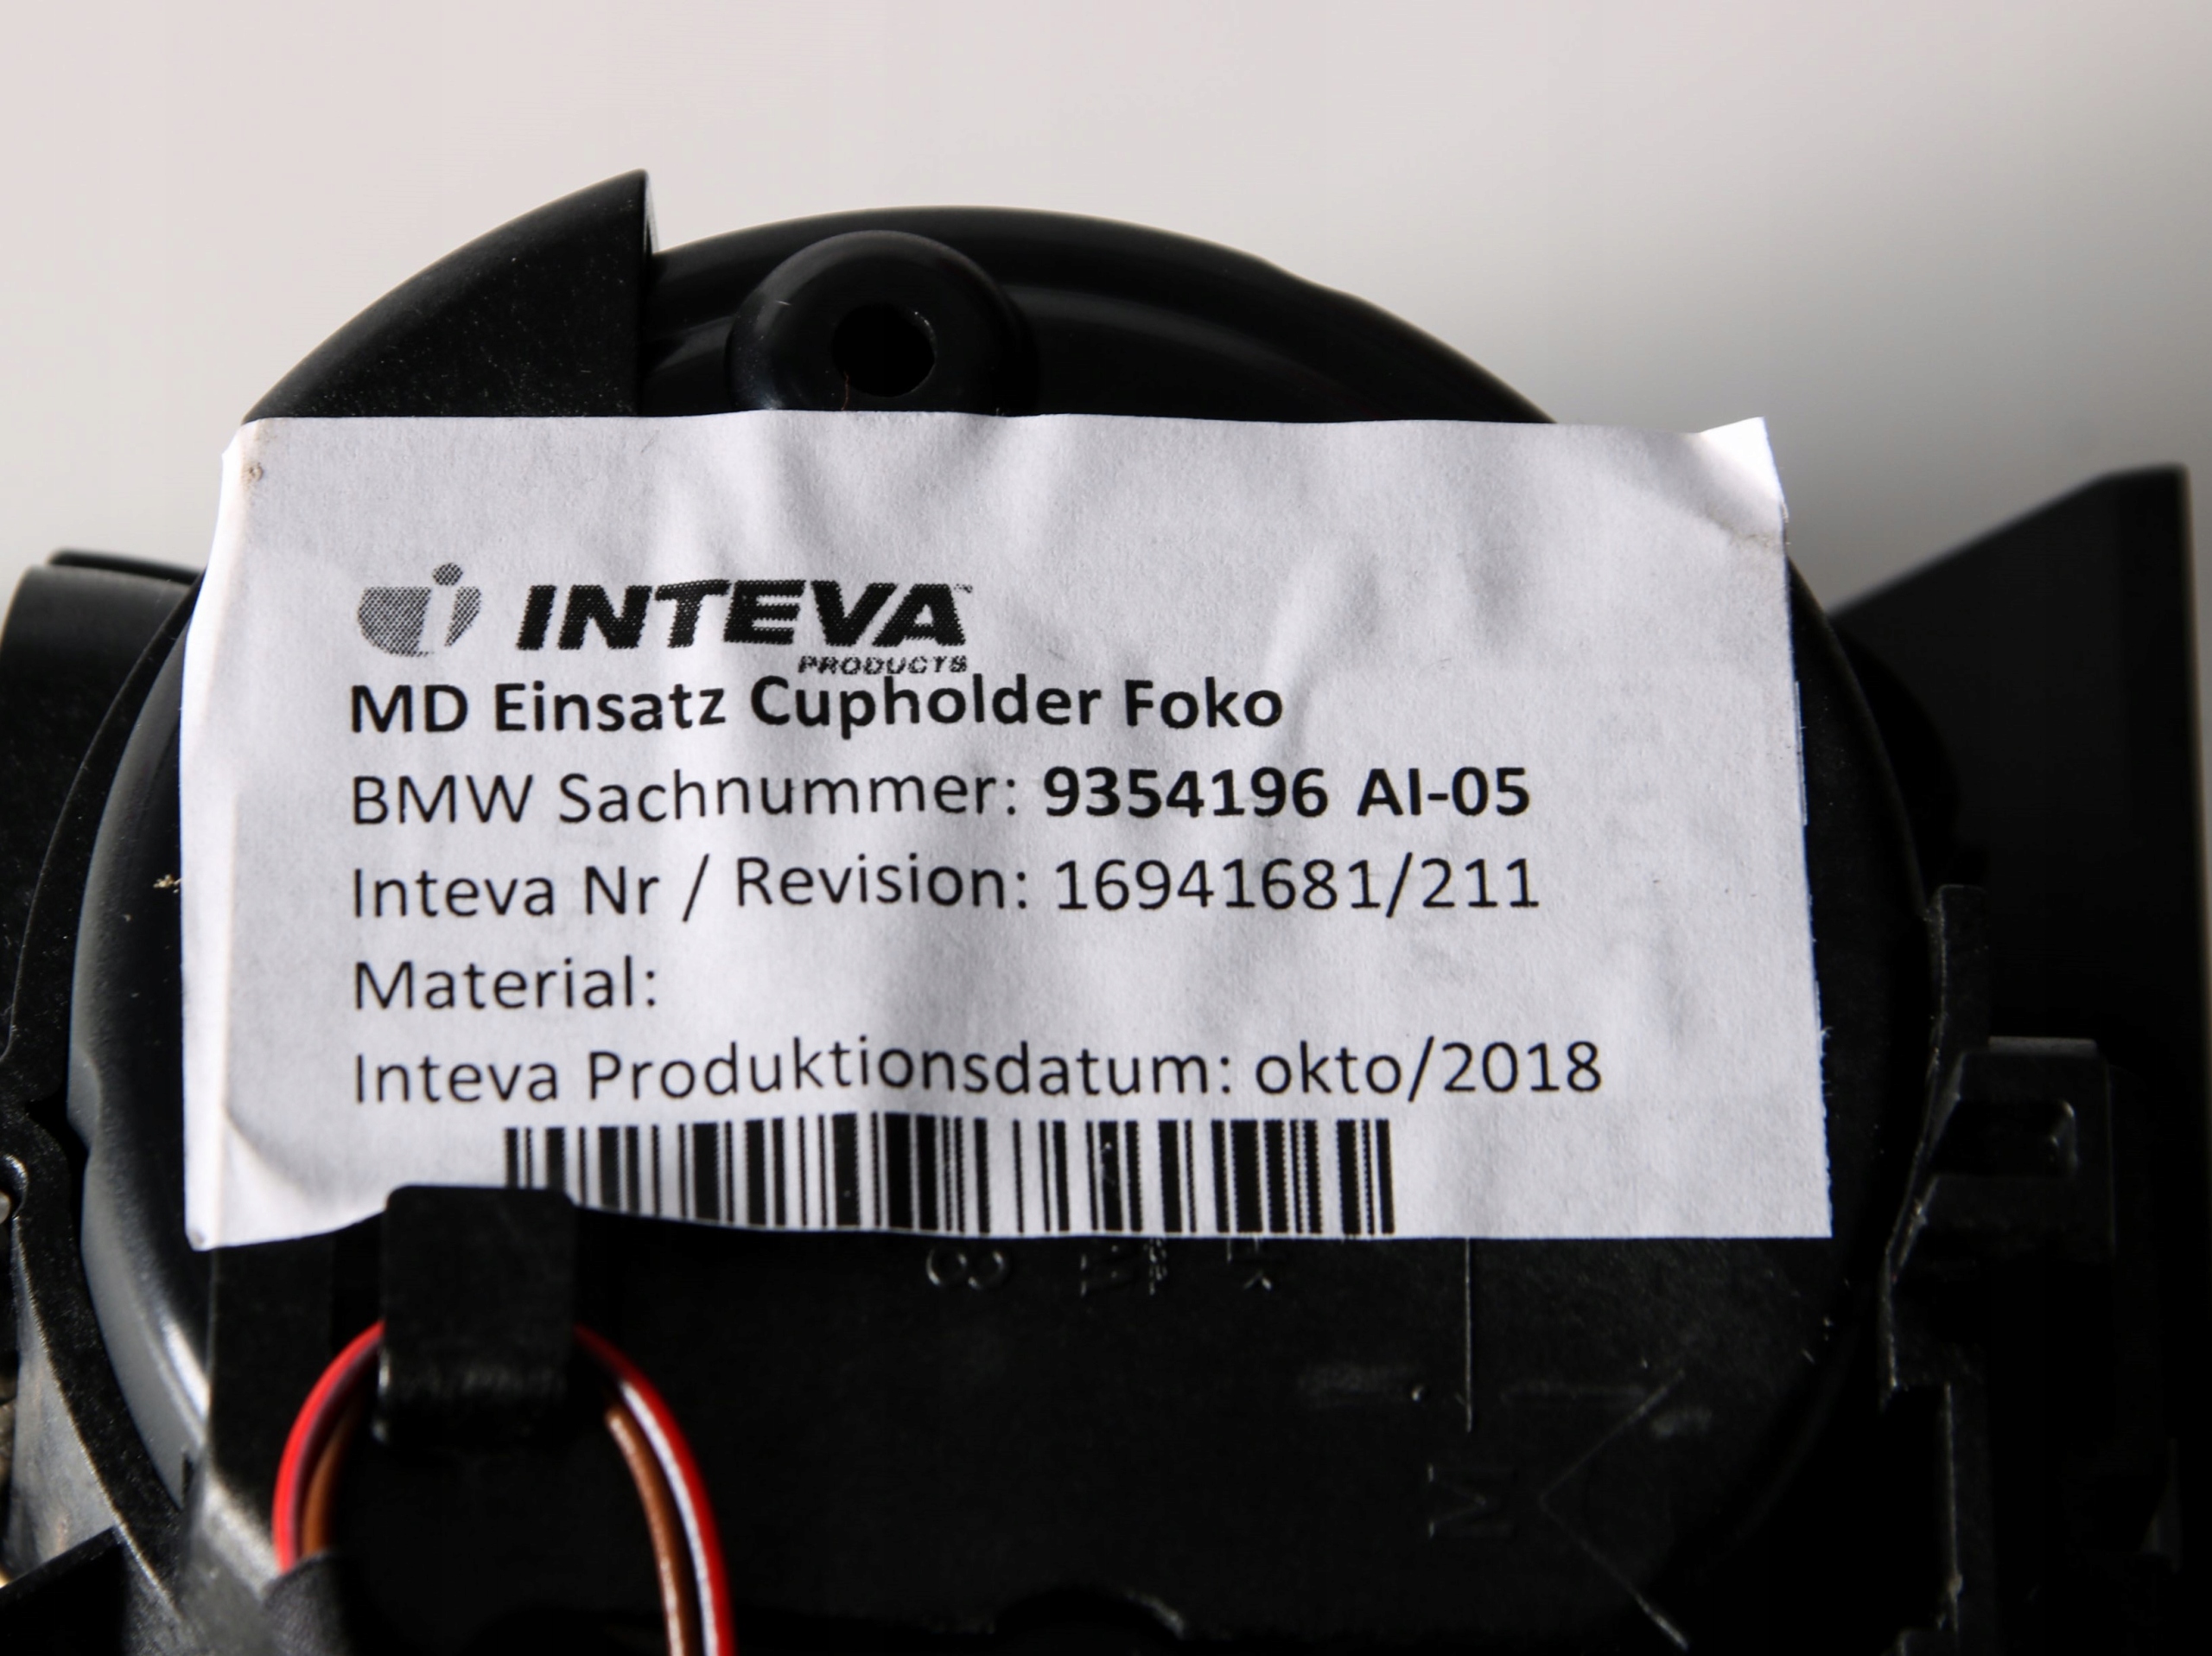 INTEVA™
PRODUCTS
MD Einsatz Cupholder Foko
BMW Sachnummer: 9354196 AI-05
Inteva Nr / Revision: 16941681/211
Material:
Inteva Produktionsdatum: okto/2018